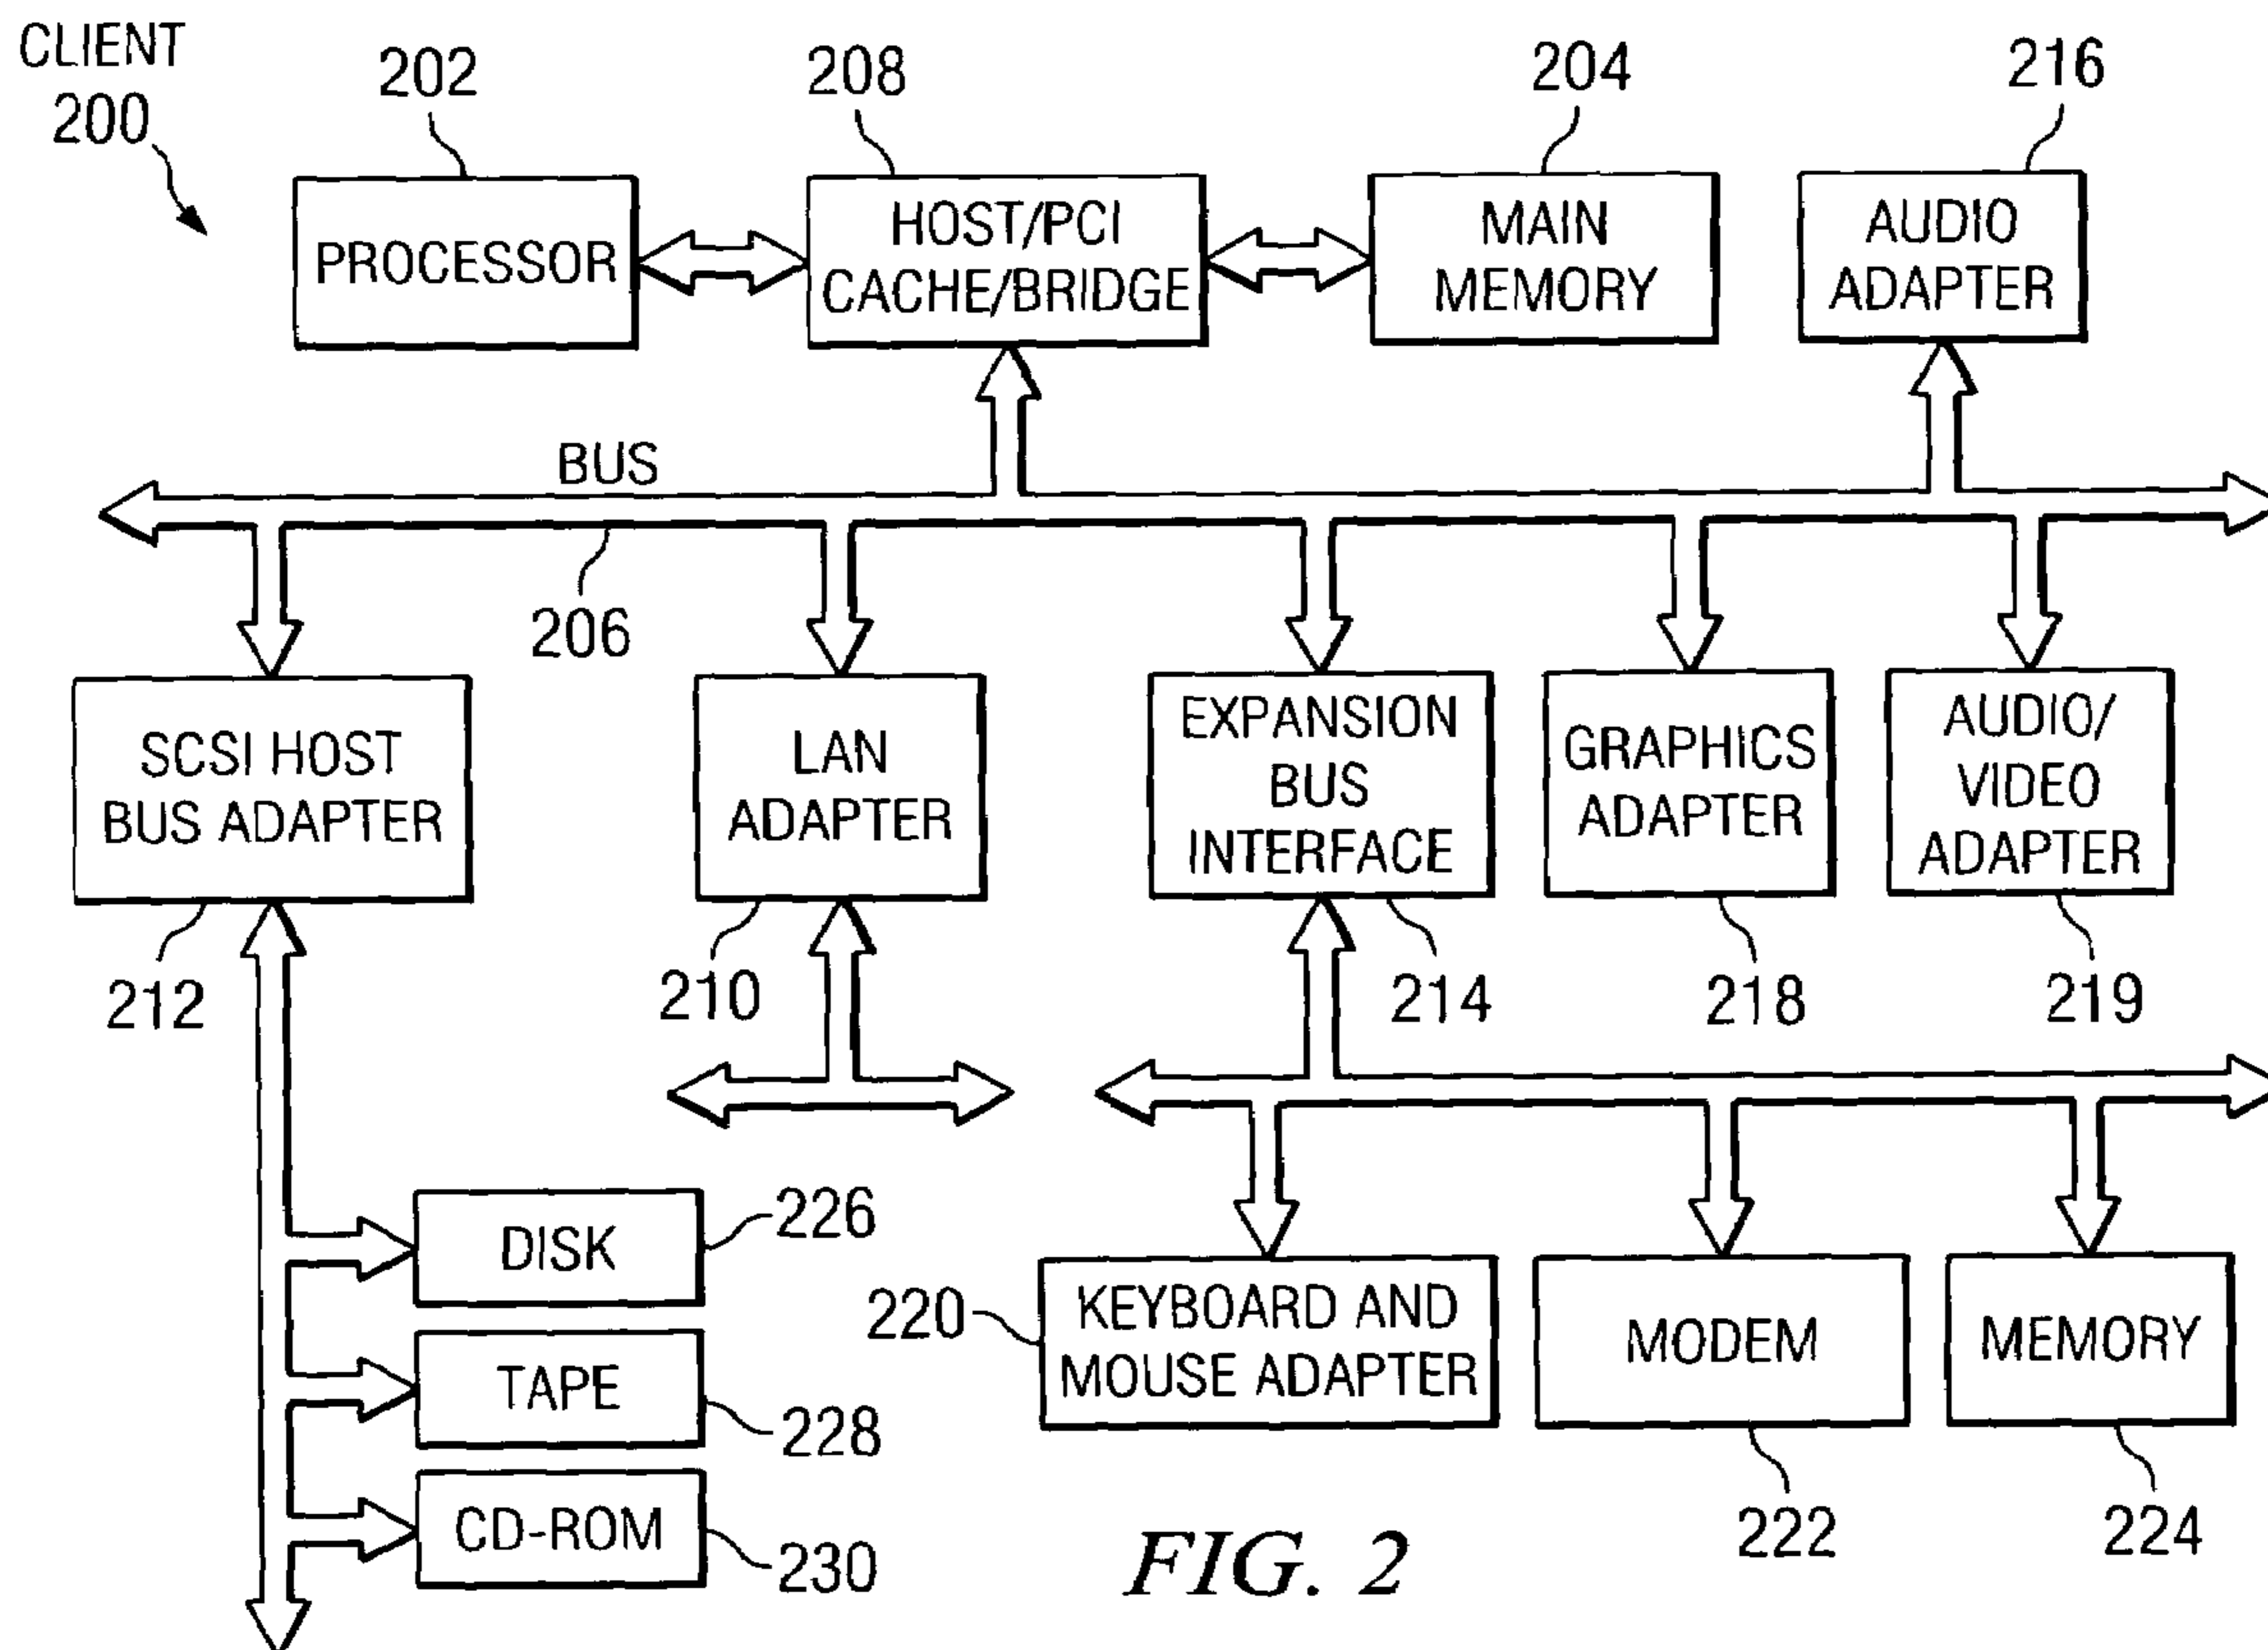 CLIENT
200
202
208
204
216
PROCESSOR
HOST/PCI
CACHE/BRIDGE
MAIN
MEMORY
AUDIO
ADAPTER
BUS
206
SCSI HOST
BUS ADAPTER
LAN
ADAPTER
EXPANSION
BUS
INTERFACE
GRAPHICS
ADAPTER
AUDIO/
VIDEO
ADAPTER
212
210
214
218
219
DISK
226
TAPE
228
CD-ROM
230
220
KEYBOARD AND
MOUSE ADAPTER
MODEM
MEMORY
222
224
FIG. 2